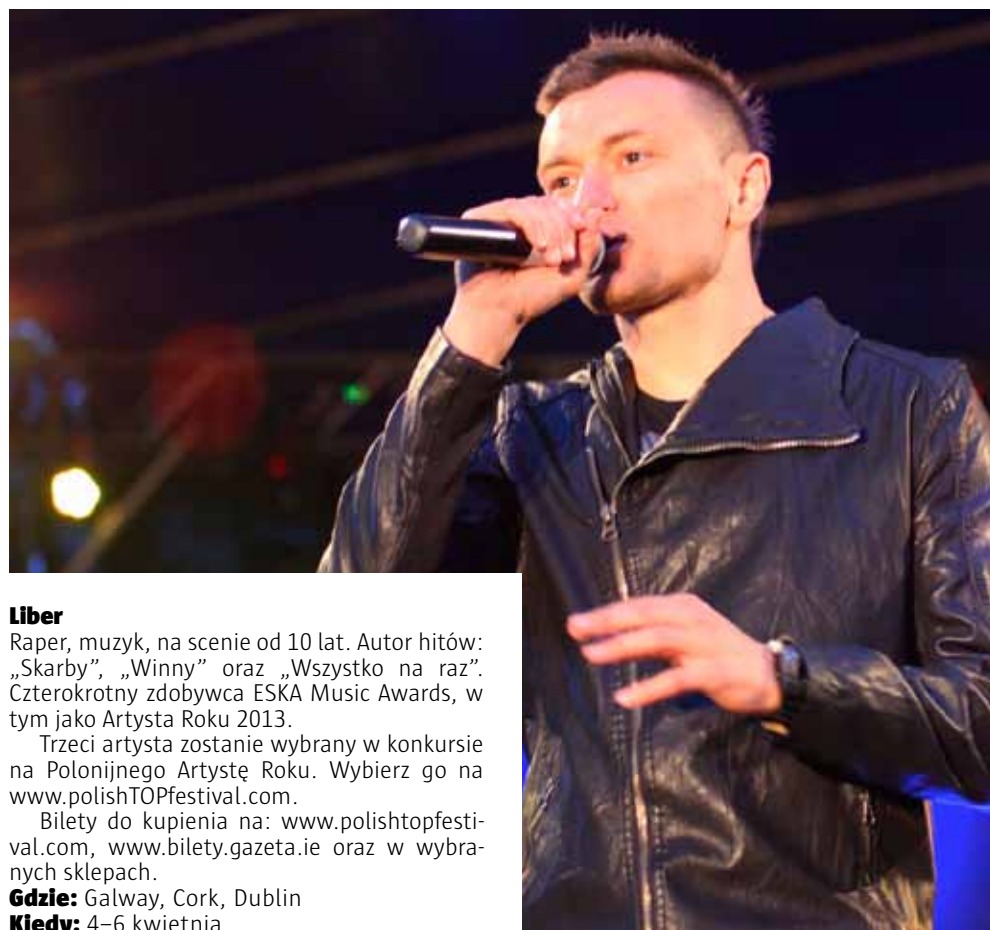 Liber
Raper, muzyk, na scenie od 10 lat. Autor hitów:
„Skarby”, „Winny” oraz „Wszystko na raz”.
Czterokrotny zdobywca ESKA Music Awards, w
tym jako Artysta Roku 2013.
Trzeci artysta zostanie wybrany w konkursie
na Polonijnego Artystę Roku. Wybierz go na
www.polishTOPfestival.com.
Bilety do kupienia na: www.polishtopfesti-
val.com, www.bilety.gazeta.ie oraz w wybra-
nych sklepach.
Gdzie: Galway, Cork, Dublin
Kiedy: 4–6 kwietnia